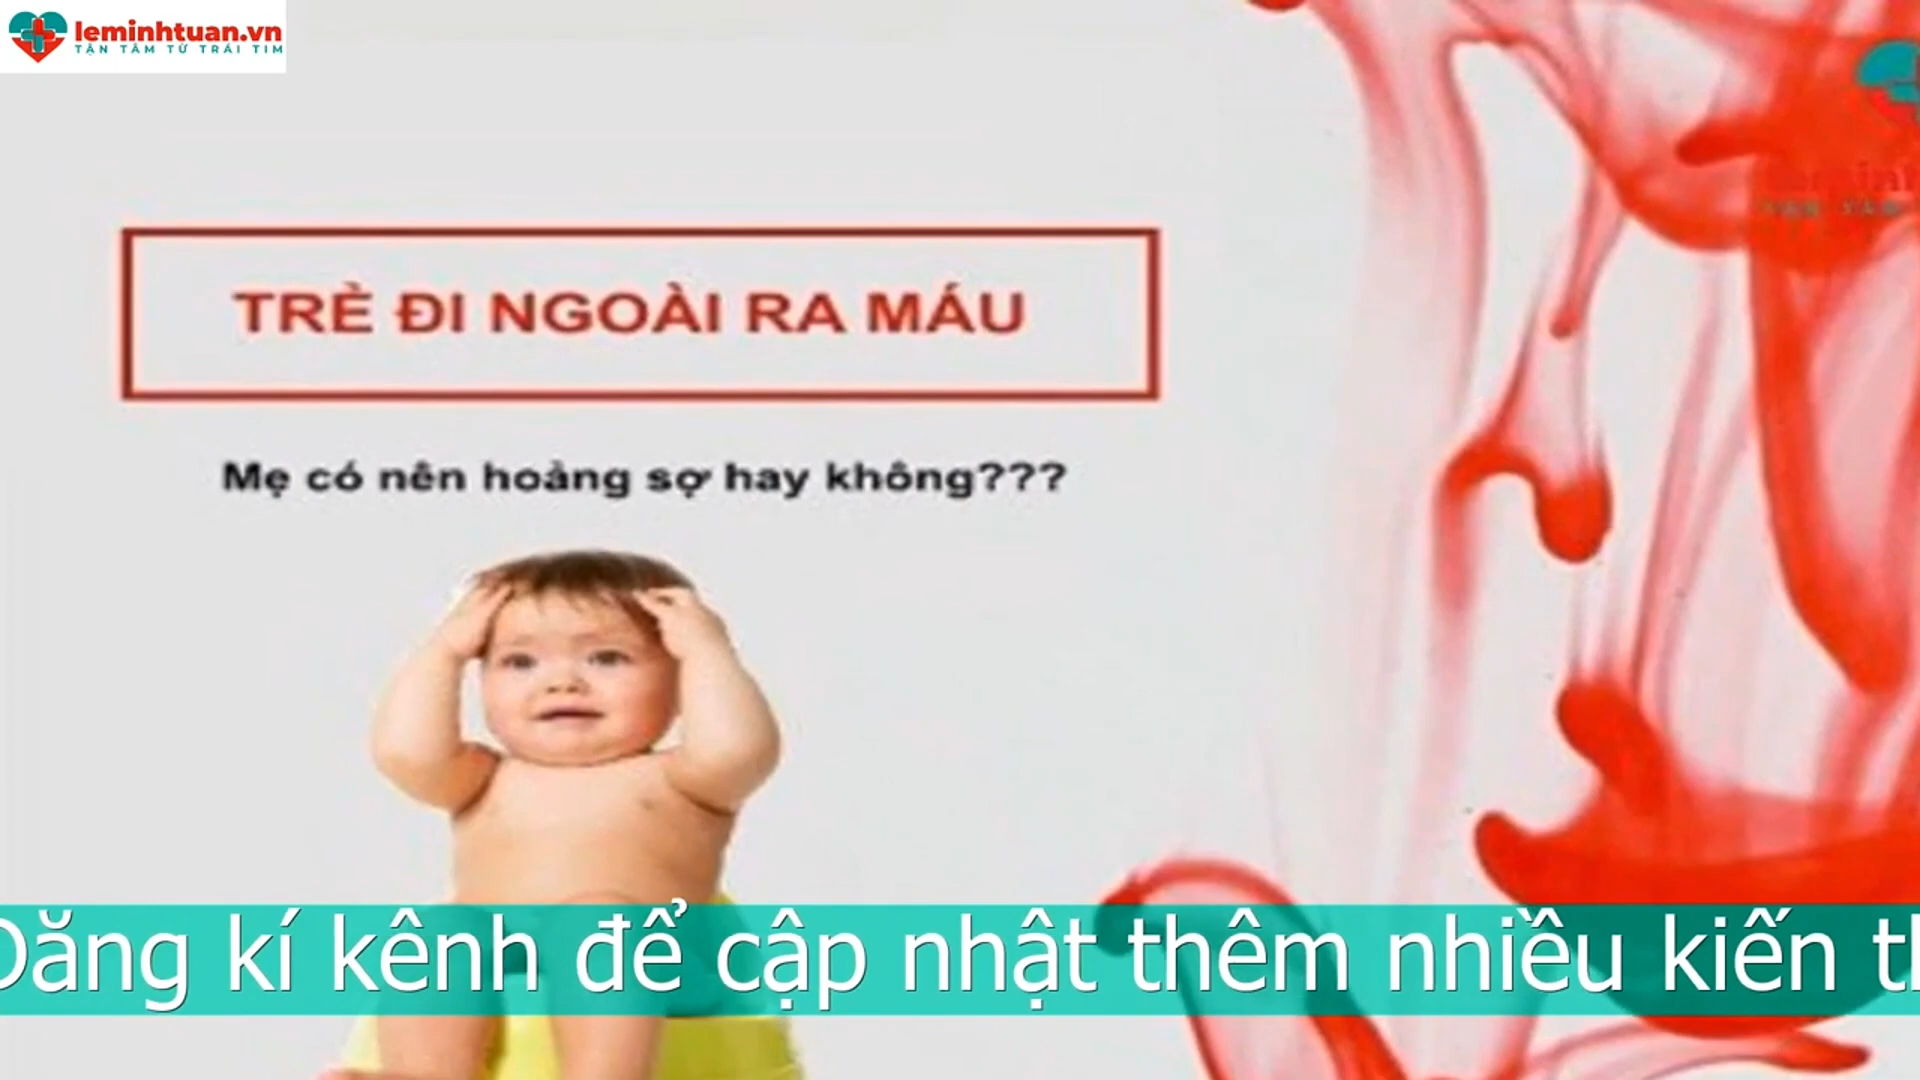 leminhtuan.vn
TẬN TÂM TỪ TRÁI TIM
TRẺ ĐI NGOÀI RA MÁU
Mẹ có nên hoảng sợ hay không???
Đăng kí kênh để cập nhật thêm nhiều kiến